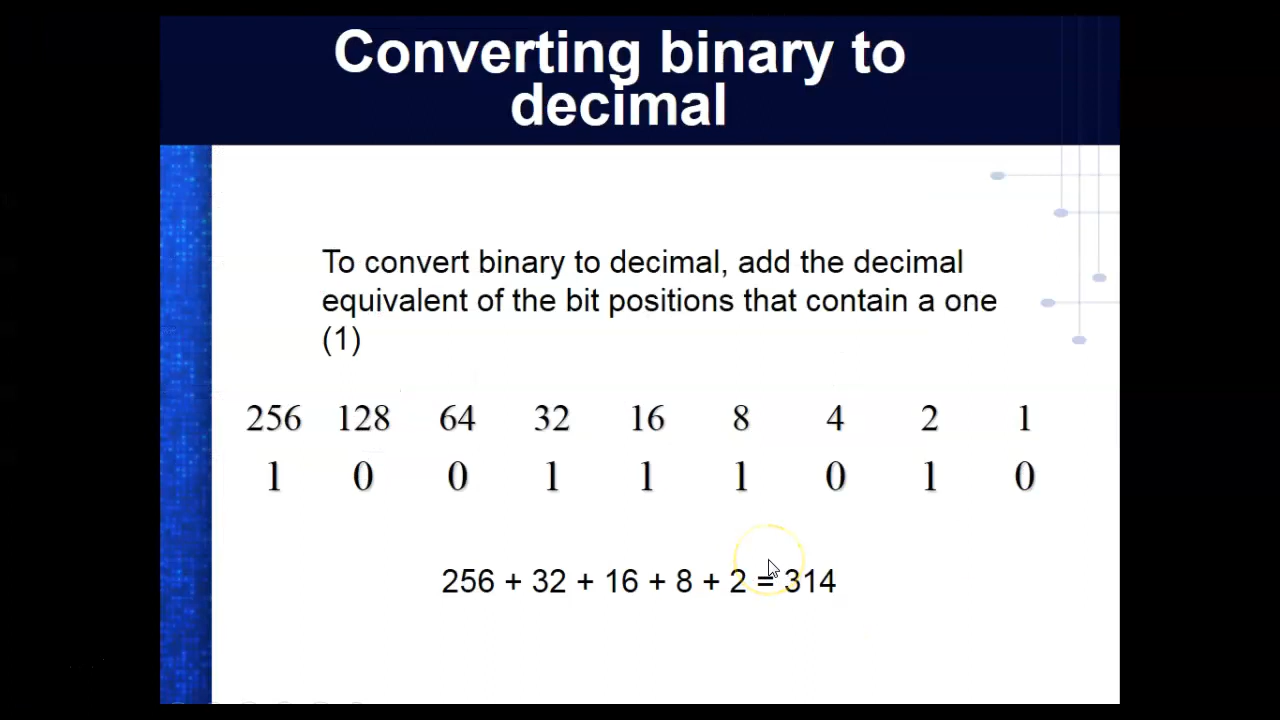 Converting binary to
decimal
To convert binary to decimal, add the decimal
equivalent of the bit positions that contain a one
(1)
256 128 64 32 16 8 4 2 1
1 0 0 1 1 1 0 1 0
256 + 32 + 16 + 8 + 2 = 314